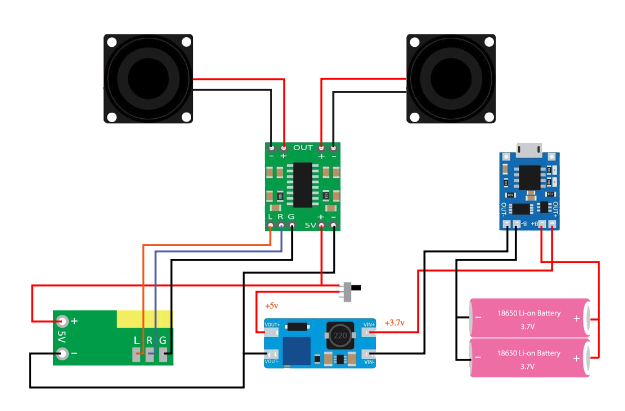 OUT
- + + -
L R G + -
5V
OUT-
B-
B+
OUT+
+5v
+3.7v
+
5V
-
L R G
VOUT+
VIN+
220
VOUT-
VIN-
18650 Li-on Battery
- +
3.7V
18650 Li-on Battery
- +
3.7V